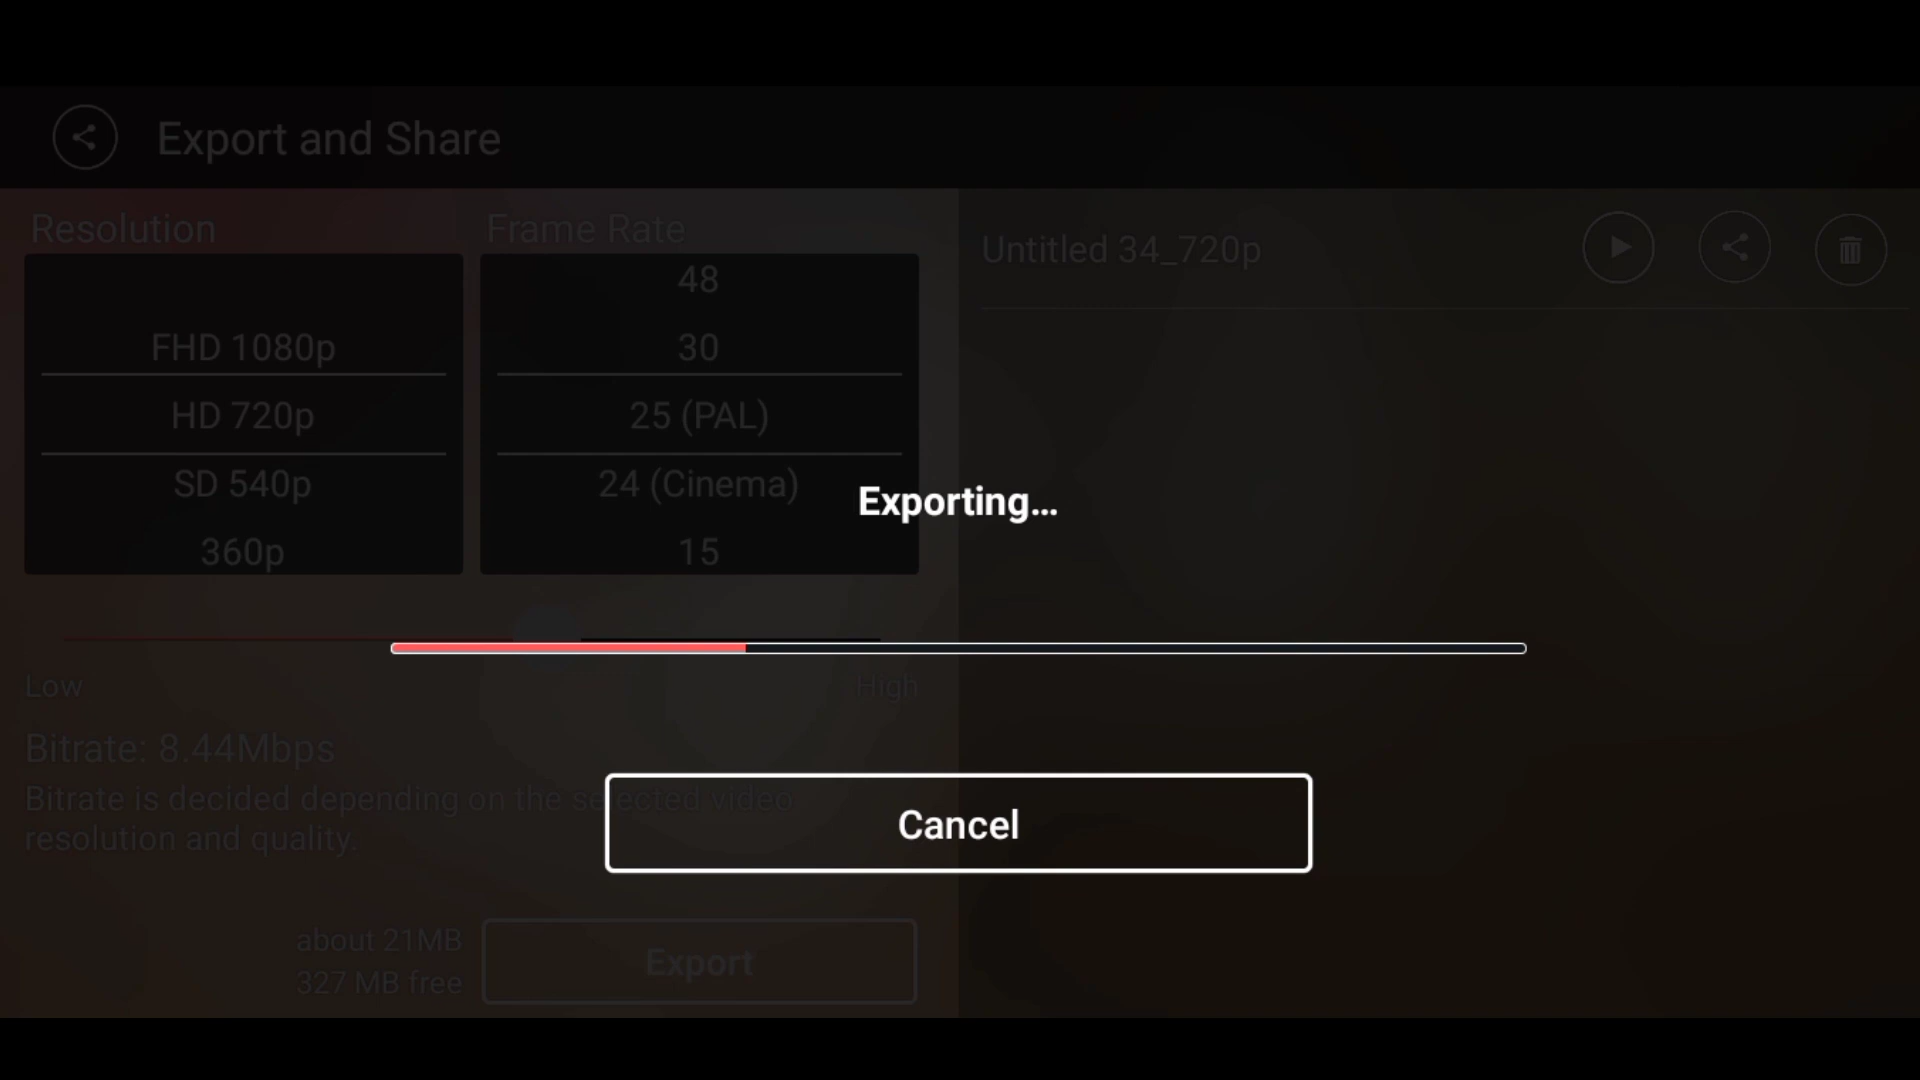 Export and Share
Resolution
Frame Rate
FHD 1080p
HD 720p
SD 540p
360p
48
30
25 (PAL)
24 (Cinema)
15
Untitled 34_720p
Exporting...
Low
High
Bitrate: 8.44Mbps
Bitrate is decided depending on the selected video
resolution and quality.
Cancel
about 21MB
327 MB free
Export